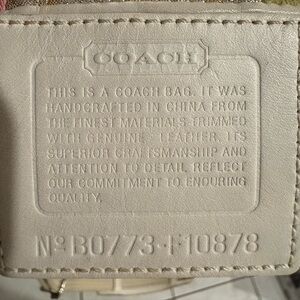 COACH
THIS IS A COACH BAG. IT WAS
HANDCRAFTED IN CHINA FROM
THE FINEST MATERIALS TRIMMED
WITH GENUINE LEATHER. ITS
SUPERIOR CRAFTSMANSHIP AND
ATTENTION TO DETAIL REFLECT
OUR COMMITMENT TO ENDURING
QUALITY.
Nº B0773-F10878